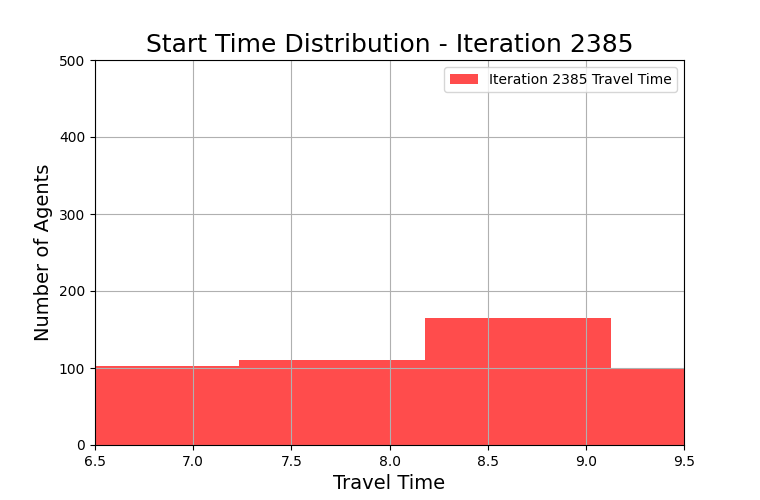 Start Time Distribution - Iteration 2385
500
Iteration 2385 Travel Time
400
300
200
100
0
Number of Agents
6.5 7.0 7.5 8.0 8.5 9.0 9.5
Travel Time